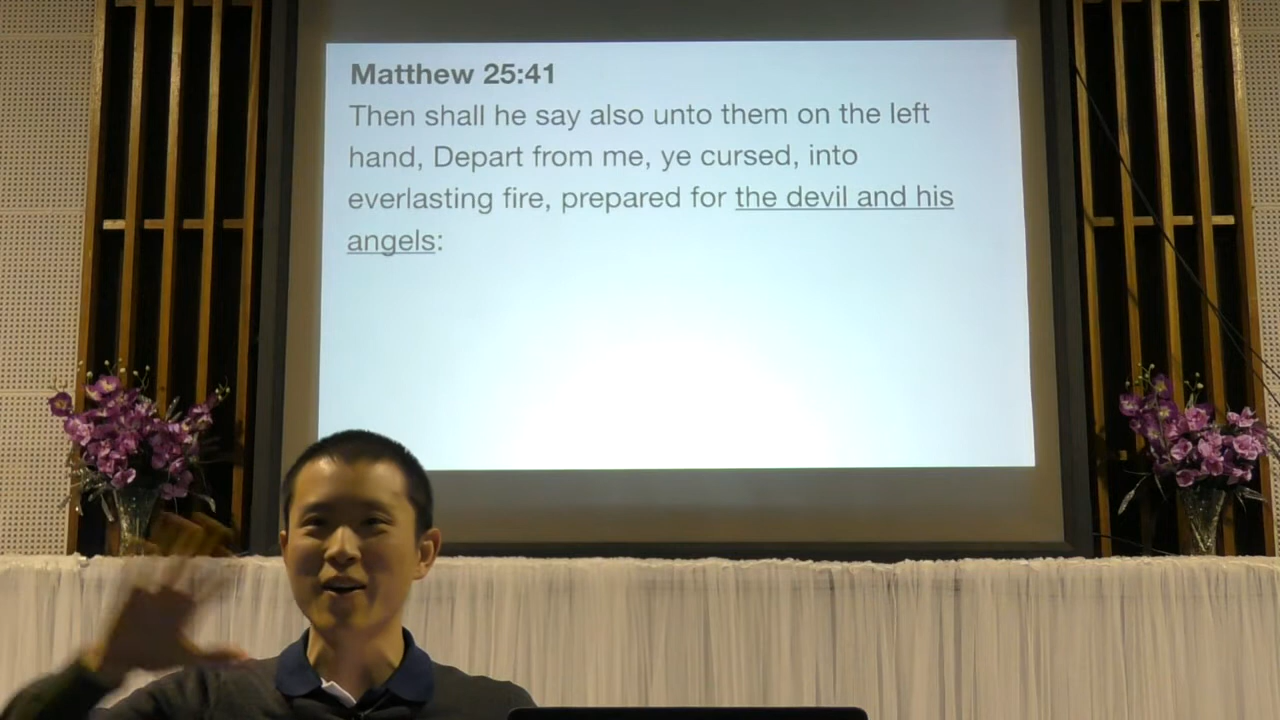 Matthew 25:41
Then shall he say also unto them on the left
hand, Depart from me, ye cursed, into
everlasting fire, prepared for the devil and his
angels: